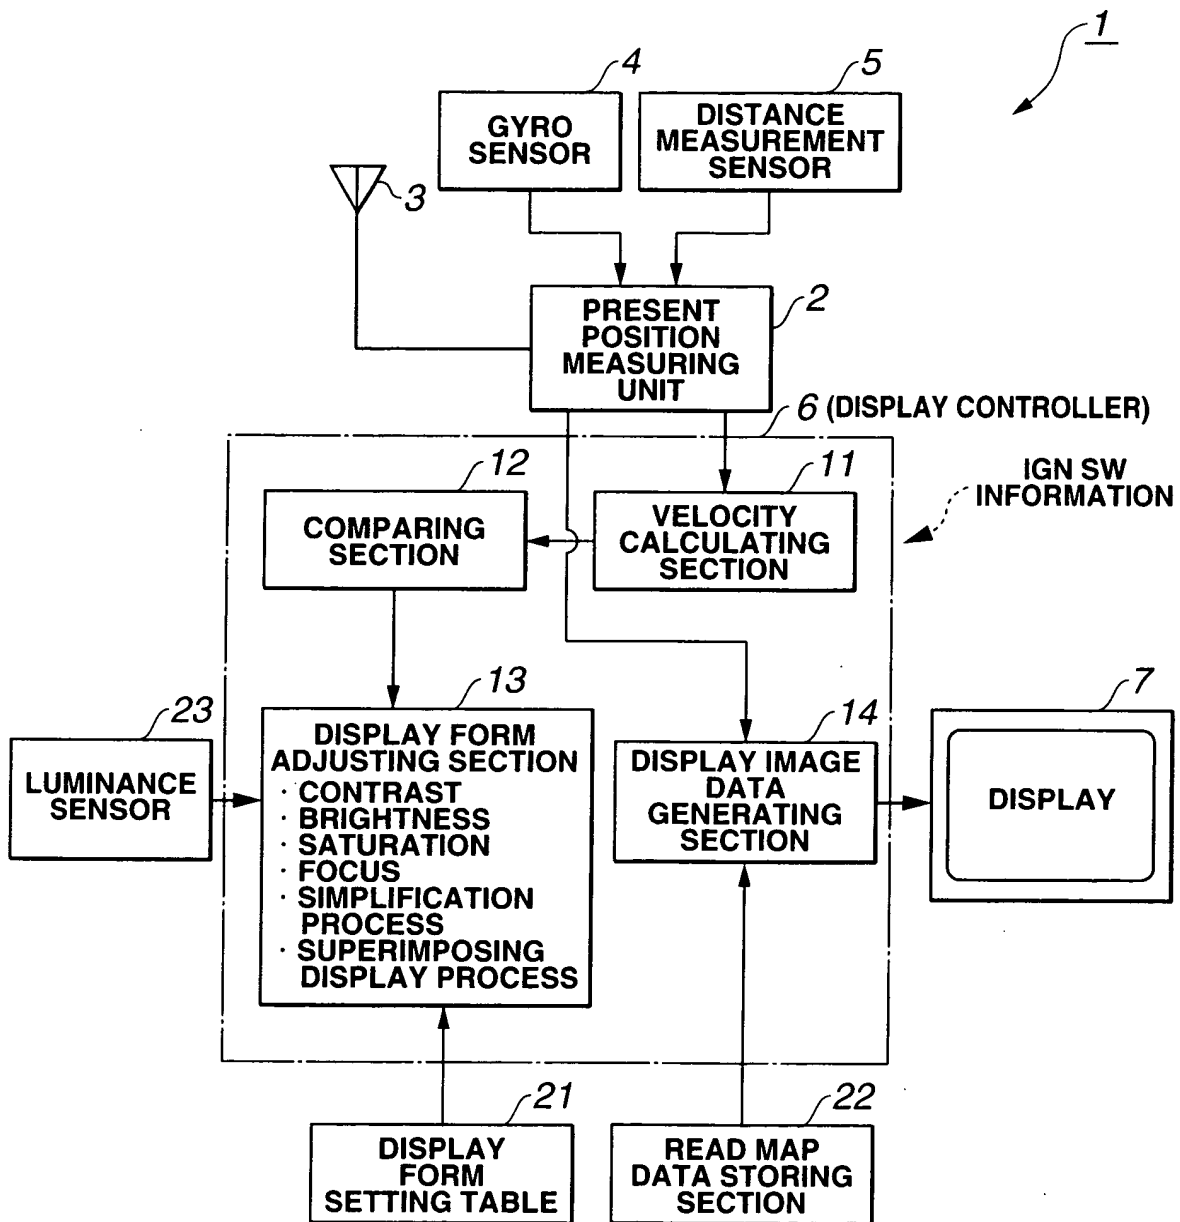 1
4
5
GYRO
SENSOR
DISTANCE
MEASUREMENT
SENSOR
3
2
PRESENT
POSITION
MEASURING
UNIT
6 (DISPLAY CONTROLLER)
IGN SW
INFORMATION
12
11
COMPARING
SECTION
VELOCITY
CALCULATING
SECTION
13
14
7
23
LUMINANCE
SENSOR
DISPLAY FORM
ADJUSTING SECTION
· CONTRAST
· BRIGHTNESS
· SATURATION
· FOCUS
· SIMPLIFICATION
PROCESS
· SUPERIMPOSING
DISPLAY PROCESS
DISPLAY IMAGE
DATA
GENERATING
SECTION
DISPLAY
21
22
DISPLAY
FORM
SETTING TABLE
READ MAP
DATA STORING
SECTION